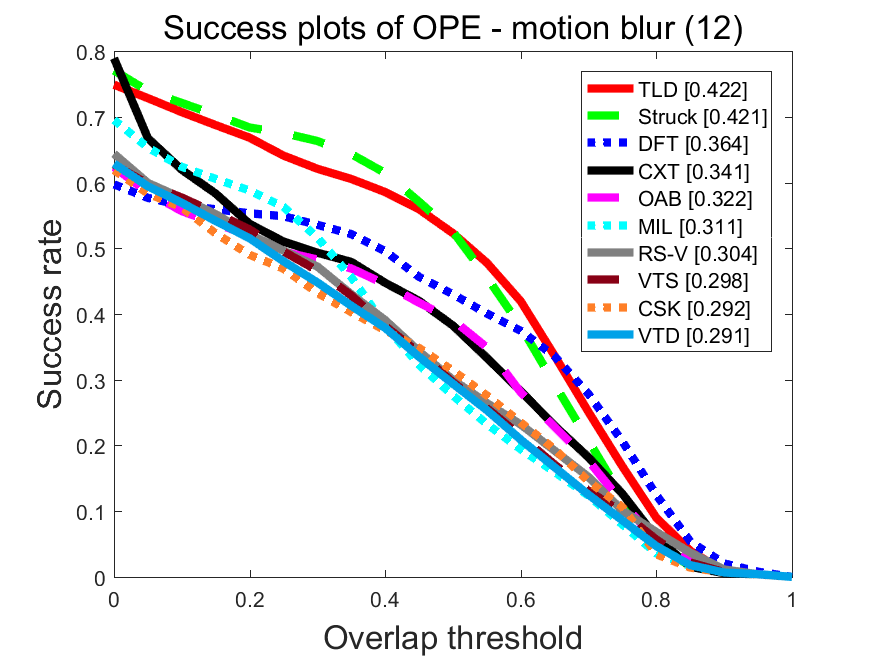 Success plots of OPE - motion blur (12)
0.8
0.7
0.6
0.5
0.4
0.3
0.2
0.1
0
Success rate
TLD [0.422]
Struck [0.421]
DFT [0.364]
CXT [0.341]
OAB [0.322]
MIL [0.311]
RS-V [0.304]
VTS [0.298]
CSK [0.292]
VTD [0.291]
0 0.2 0.4 0.6 0.8 1
Overlap threshold